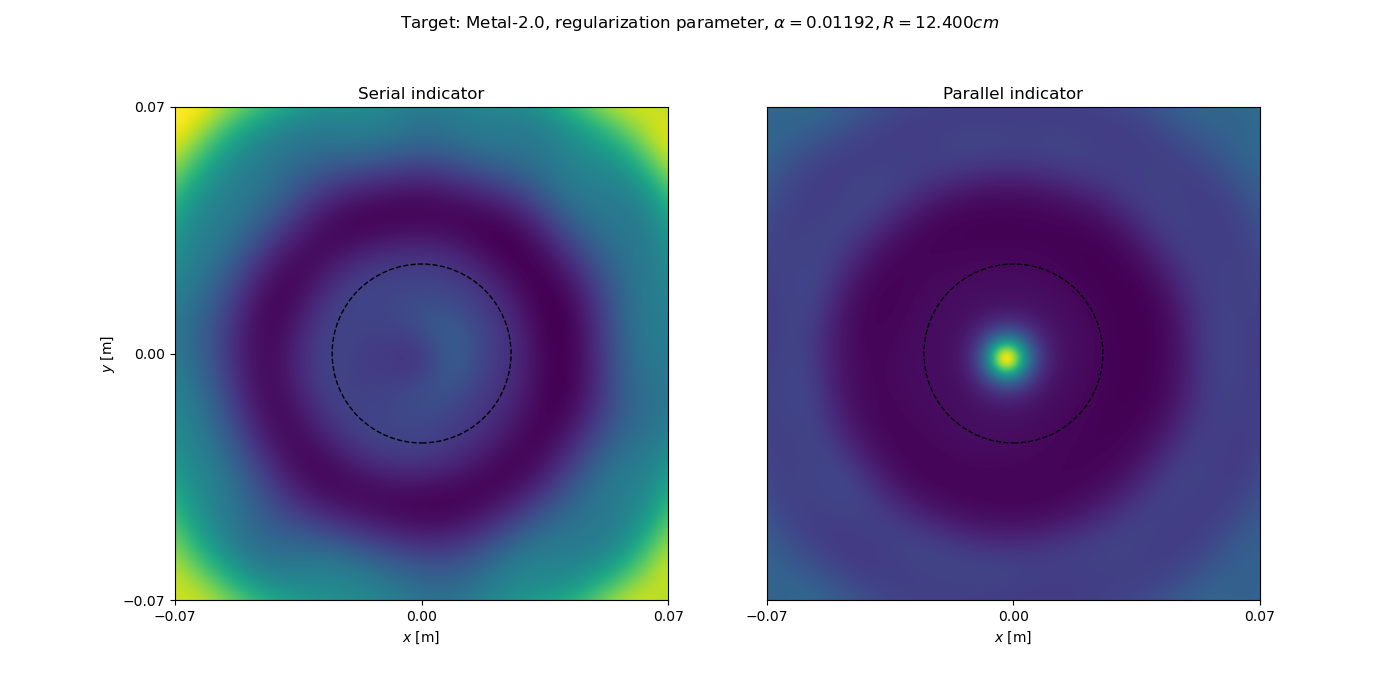 Target: Metal-2.0, regularization parameter, α = 0.01192, R = 12.400cm
Serial indicator
Parallel indicator
0.07
0.00
−0.07
y [m]
−0.07 0.00 0.07
x [m]
−0.07 0.00 0.07
x [m]